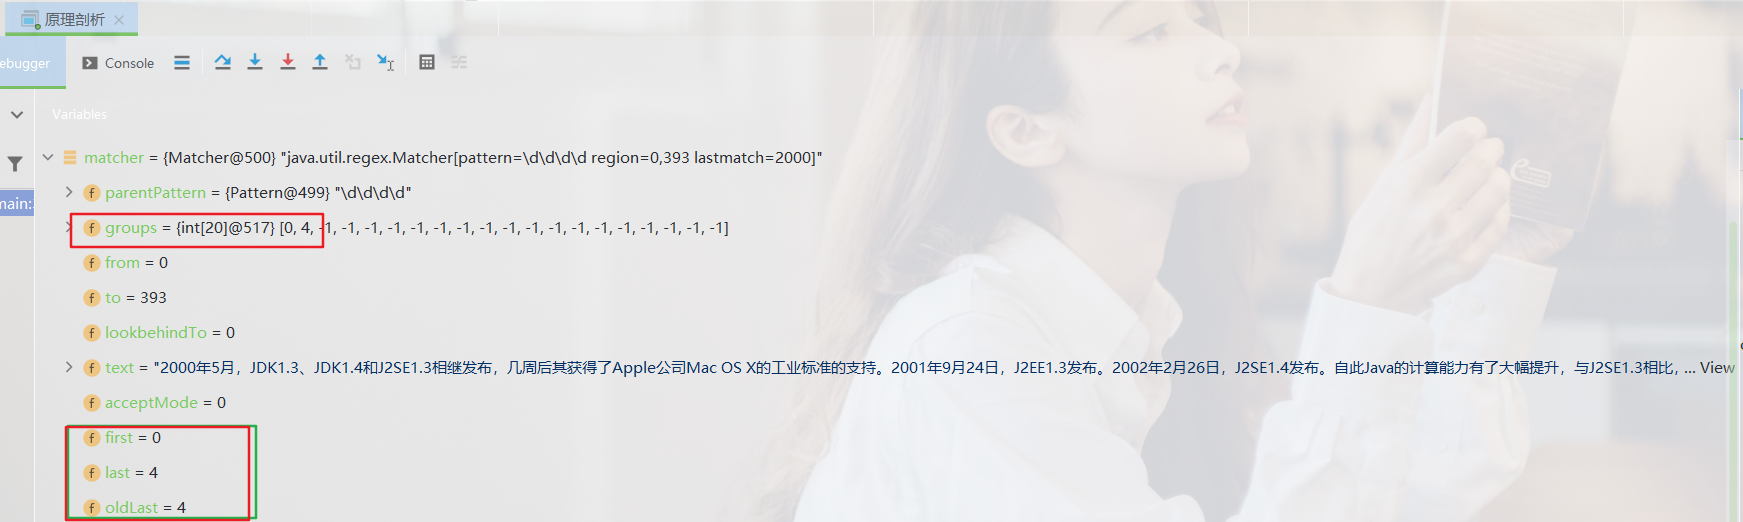 原理剖析
ebugger
Console
Variables
matcher = {Matcher@500} "java.util.regex.Matcher[pattern=\d\d\d\d region=0,393 lastmatch=2000]"
parentPattern = {Pattern@499} "\d\d\d\d"
main:
groups = {int[20]@517} [0, 4, -1, -1, -1, -1, -1, -1, -1, -1, -1, -1, -1, -1, -1, -1, -1, -1, -1, -1]
from = 0
to = 393
lookbehindTo = 0
text = "2000年5月，JDK1.3、JDK1.4和J2SE1.3相继发布，几周后其获得了Apple公司Mac OS X的工业标准的支持。2001年9月24日，J2EE1.3发布。2002年2月26日，J2SE1.4发布。自此Java的计算能力有了大幅提升，与J2SE1.3相比，... View
acceptMode = 0
first = 0
last = 4
oldLast = 4